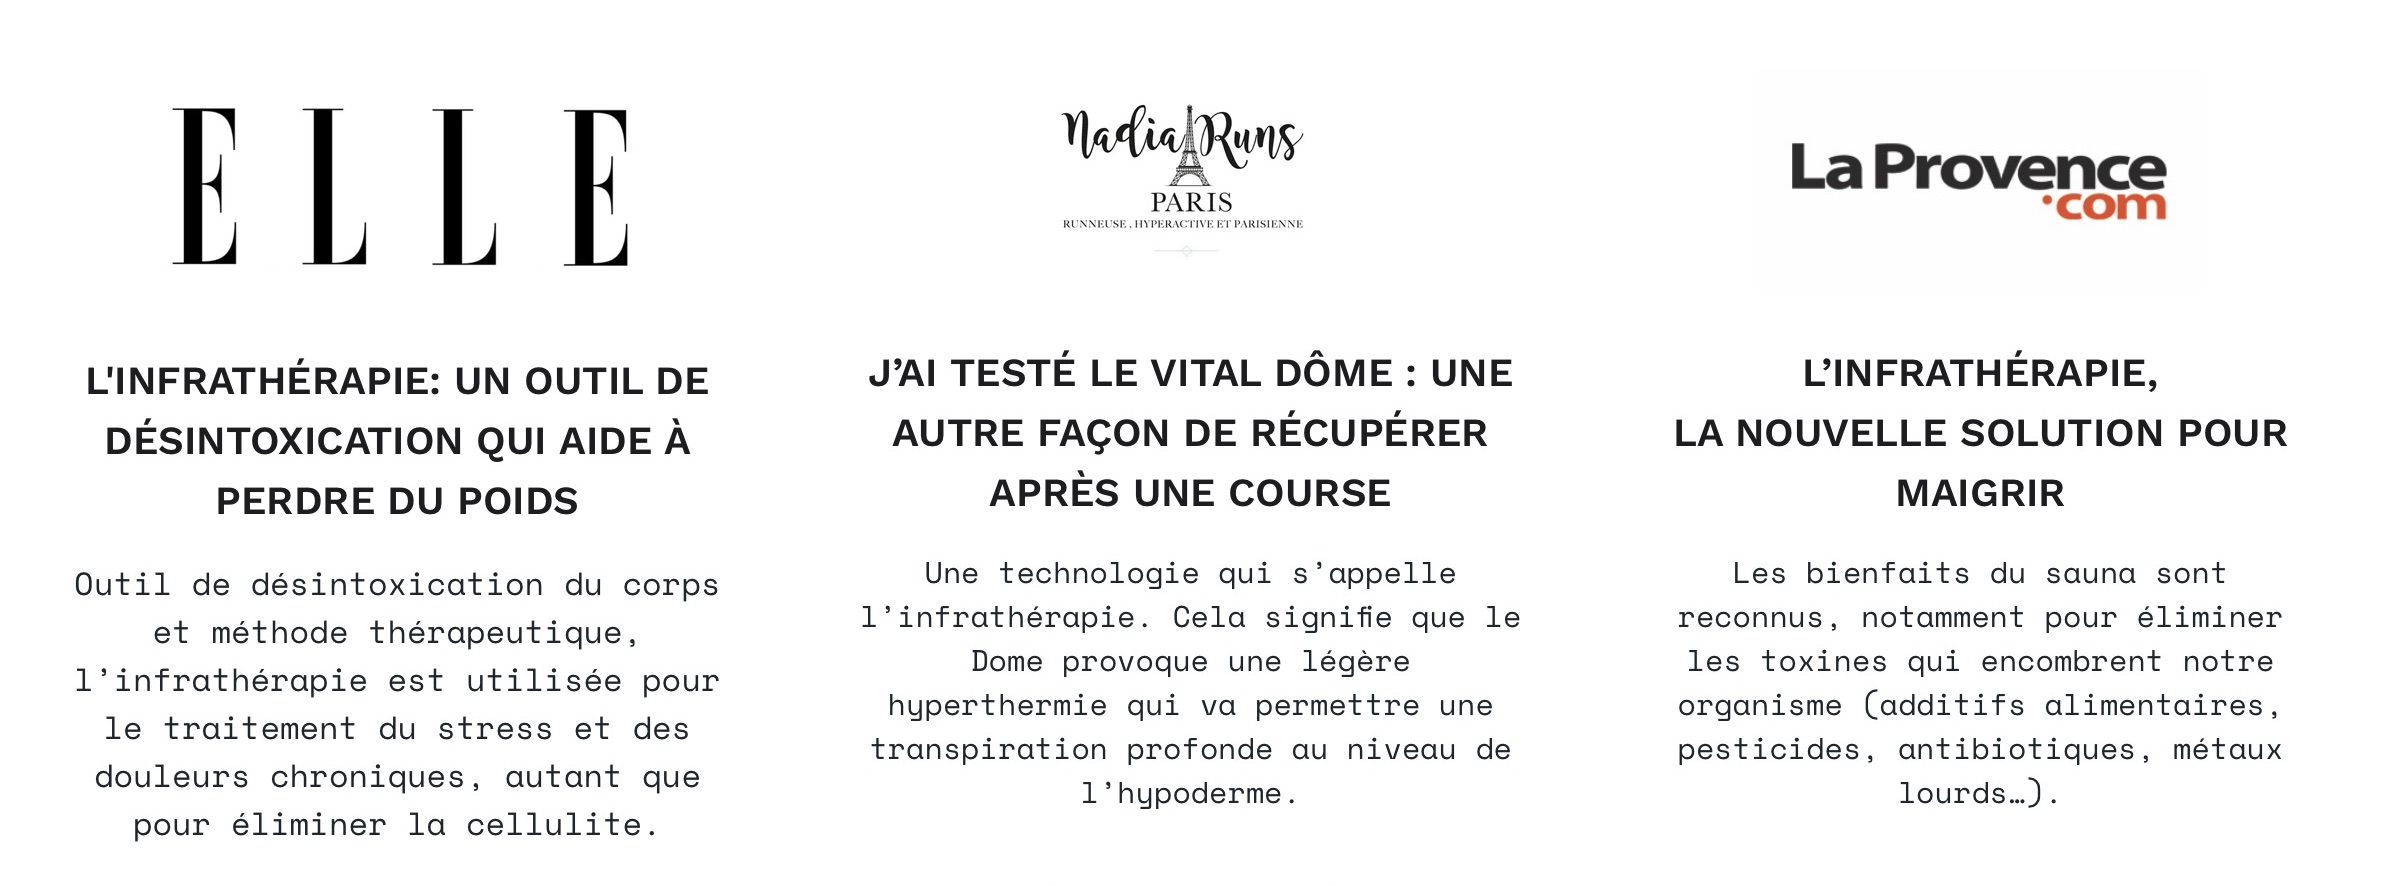 ELLE
L'INFRATHÉRAPIE: UN OUTIL DE
DÉSINTOXICATION QUI AIDE À
PERDRE DU POIDS
Outil de désintoxication du corps
et méthode thérapeutique,
l’infrathérapie est utilisée pour
le traitement du stress et des
douleurs chroniques, autant que
pour éliminer la cellulite.
Nadia Runs
PARIS
RUNNEUSE , HYPERACTIVE ET PARISIENNE
J’AI TESTÉ LE VITAL DÔME : UNE
AUTRE FAÇON DE RÉCUPÉRER
APRÈS UNE COURSE
Une technologie qui s’appelle
l’infrathérapie. Cela signifie que le
Dome provoque une légère
hyperthermie qui va permettre une
transpiration profonde au niveau de
l’hypoderme.
La Provence
.com
L’INFRATHÉRAPIE,
LA NOUVELLE SOLUTION POUR
MAIGRIR
Les bienfaits du sauna sont
reconnus, notamment pour éliminer
les toxines qui encombrent notre
organisme (additifs alimentaires,
pesticides, antibiotiques, métaux
lourds…).